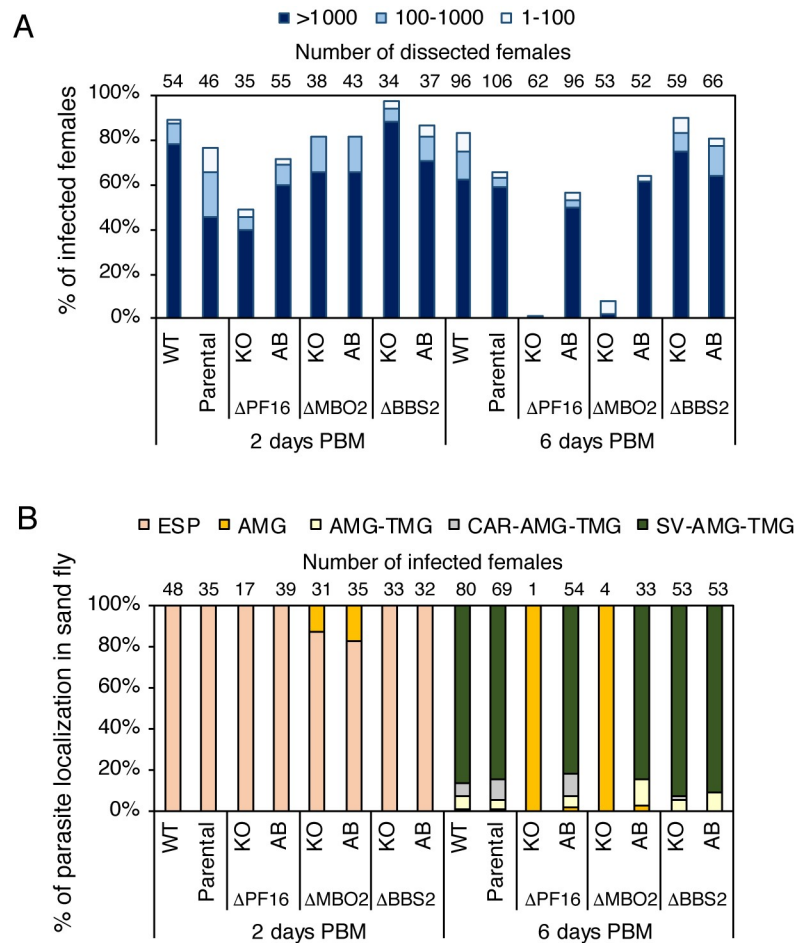 A
>1000 100-1000 1-100
Number of dissected females
54 46 35 55 38 43 34 37 96 106 62 96 53 52 59 66
% of infected females
100%
80%
60%
40%
20%
0%
WT Parental KO AB KO AB KO AB WT Parental KO AB KO AB KO AB
ΔPF16 ΔMBO2 ΔBBS2 ΔPF16 ΔMBO2 ΔBBS2
2 days PBM 6 days PBM
B
ESP AMG AMG-TMG CAR-AMG-TMG SV-AMG-TMG
Number of infected females
48 35 17 39 31 35 33 32 80 69 1 54 4 33 53 53
% of parasite localization in sand fly
100%
80%
60%
40%
20%
0%
WT Parental KO AB KO AB KO AB WT Parental KO AB KO AB KO AB
ΔPF16 ΔMBO2 ΔBBS2 ΔPF16 ΔMBO2 ΔBBS2
2 days PBM 6 days PBM